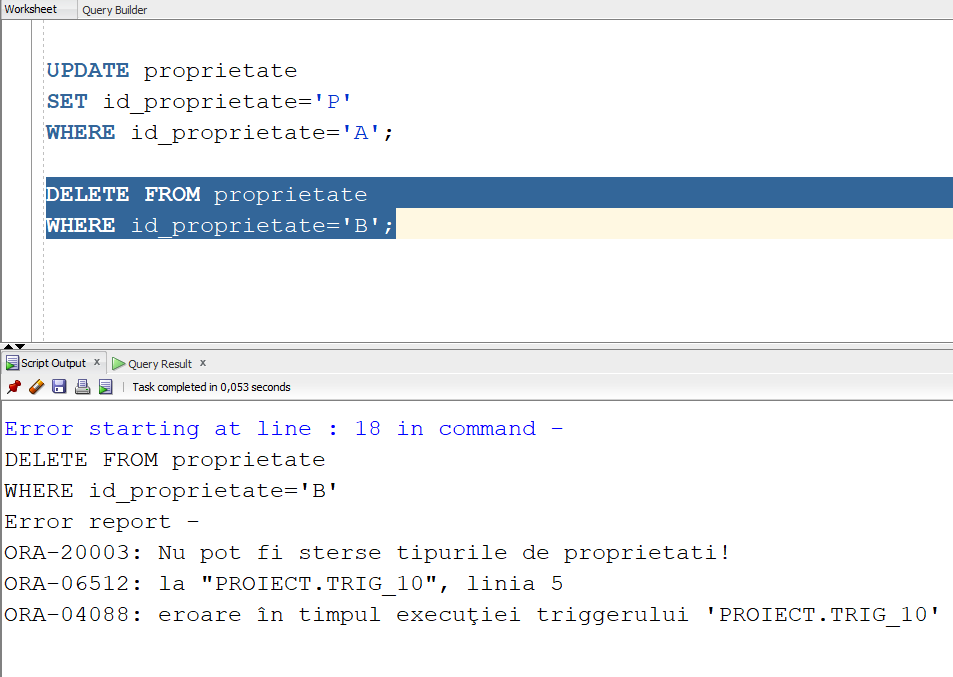 Worksheet Query Builder
UPDATE proprietate
SET id_proprietate='P'
WHERE id_proprietate='A';
DELETE FROM proprietate
WHERE id_proprietate='B';
Script Output x Query Result x
Task completed in 0,053 seconds
Error starting at line : 18 in command -
DELETE FROM proprietate
WHERE id_proprietate='B'
Error report -
ORA-20003: Nu pot fi sterse tipurile de proprietati!
ORA-06512: la "PROIECT.TRIG_10", linia 5
ORA-04088: eroare în timpul execuţiei triggerului 'PROIECT.TRIG_10'